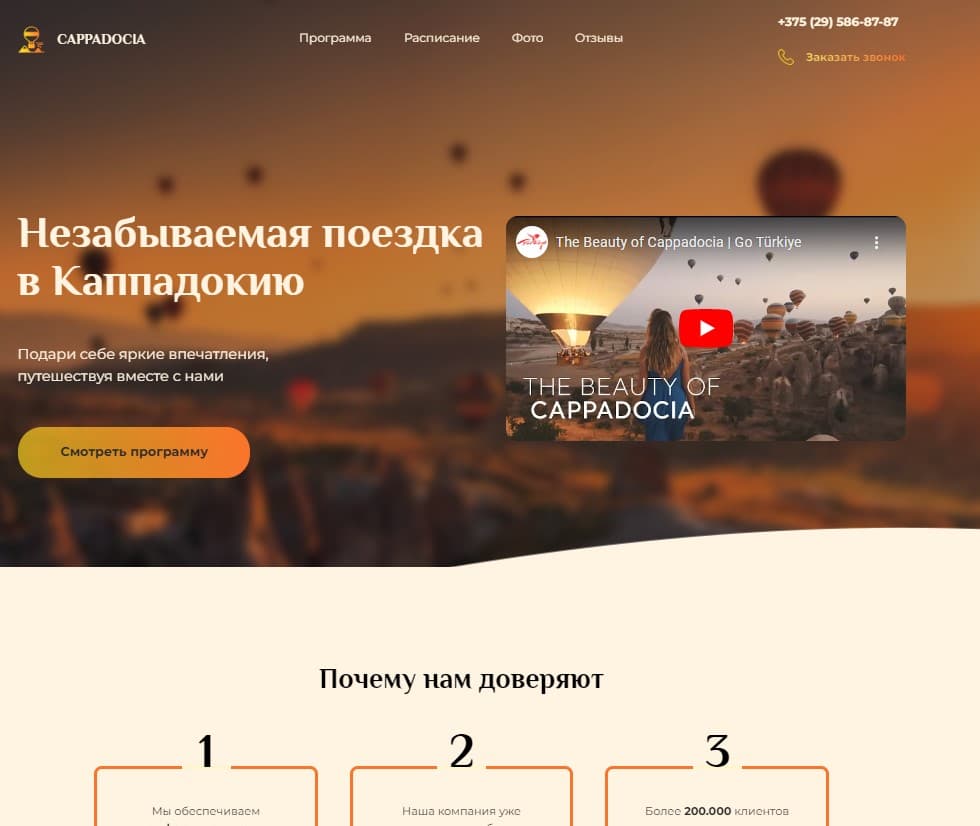 CAPPADOCIA
Программа
Расписание
Фото
Отзывы
+375 (29) 586-87-87
Заказать звонок
Незабываемая поездка
в Каппадокию
Подари себе яркие впечатления,
путешествуя вместе с нами
Смотреть программу
The Beauty of Cappadocia | Go Türkiye
THE BEAUTY OF
CAPPADOCIA
Почему нам доверяют
1
2
3
Мы обеспечиваем
Наша компания уже
Более 200.000 клиентов